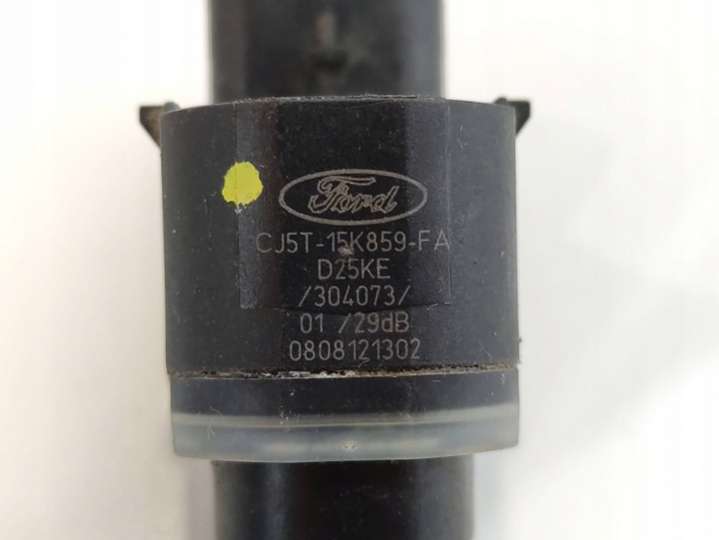 Ford
CJ5T-15K859-FA
D25KE
/304073/
01 /29dB
0808121302